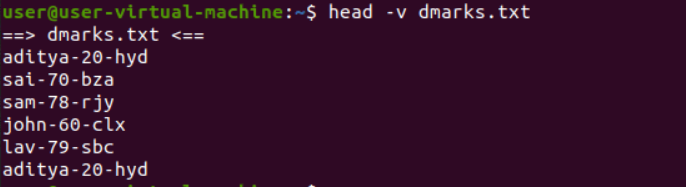 user@user-virtual-machine:~$ head -v dmarks.txt
==> dmarks.txt <==
aditya-20-hyd
sai-70-bza
sam-78-rjy
john-60-clx
lav-79-sbc
aditya-20-hyd